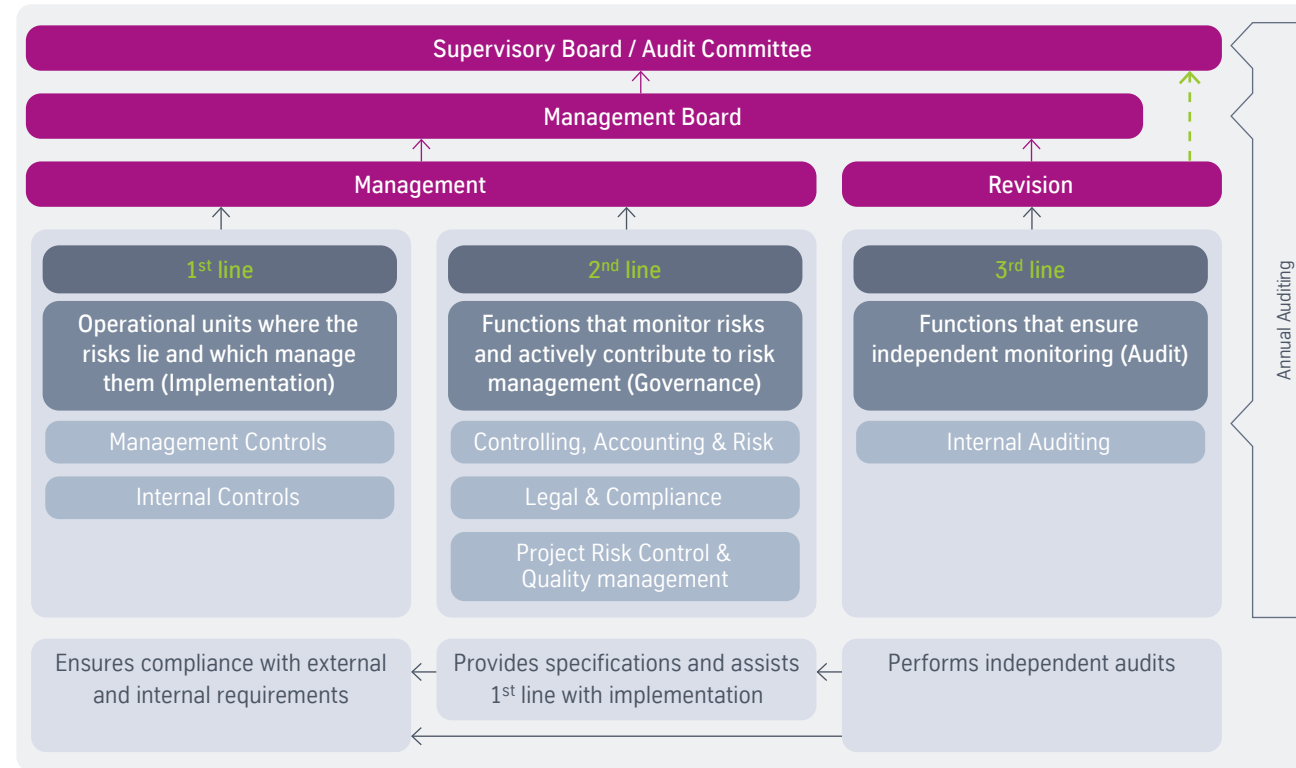 Supervisory Board / Audit Committee
Management Board
Management
Revision
1st line
Operational units where the
risks lie and which manage
them (Implementation)
Management Controls
Internal Controls
2nd line
Functions that monitor risks
and actively contribute to risk
management (Governance)
Controlling, Accounting & Risk
Legal & Compliance
Project Risk Control &
Quality management
3rd line
Functions that ensure
independent monitoring (Audit)
Internal Auditing
Annual Auditing
Ensures compliance with external
and internal requirements
Provides specifications and assists
1st line with implementation
Performs independent audits